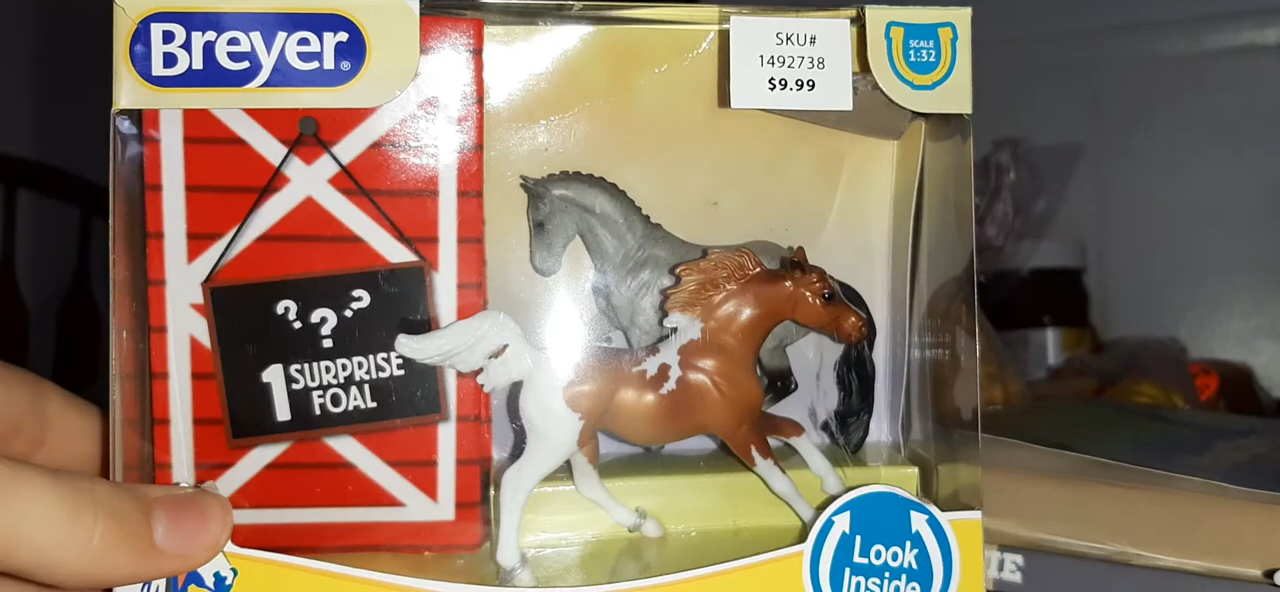 Breyer®
SKU#
1492738
$9.99
SCALE
1:32
? ? ?
1 SURPRISE
FOAL
Look
Inside